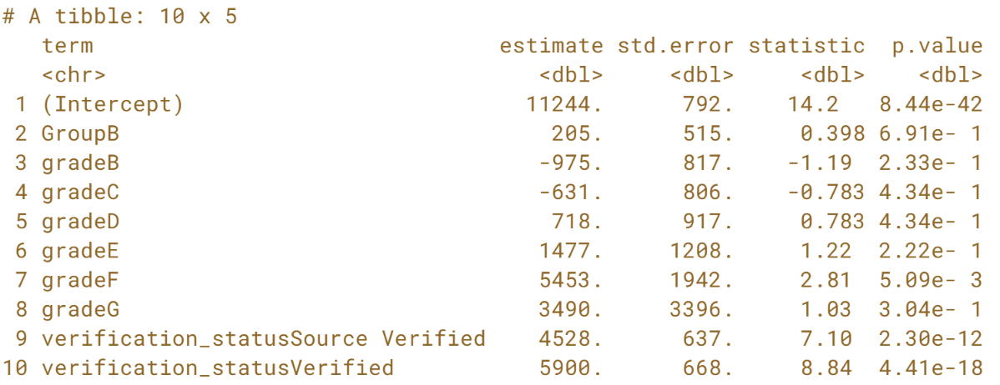 # A tibble: 10 x 5
   term                                estimate std.error statistic  p.value
   <chr>                                  <dbl>     <dbl>     <dbl>    <dbl>
 1 (Intercept)                           11244.      792.    14.2   8.44e-42
 2 GroupB                                  205.      515.     0.398 6.91e- 1
 3 gradeB                                 -975.      817.    -1.19  2.33e- 1
 4 gradeC                                 -631.      806.    -0.783 4.34e- 1
 5 gradeD                                  718.      917.     0.783 4.34e- 1
 6 gradeE                                 1477.     1208.     1.22  2.22e- 1
 7 gradeF                                 5453.     1942.     2.81  5.09e- 3
 8 gradeG                                 3490.     3396.     1.03  3.04e- 1
 9 verification_statusSource Verified     4528.      637.     7.10  2.30e-12
10 verification_statusVerified            5900.      668.     8.84  4.41e-18